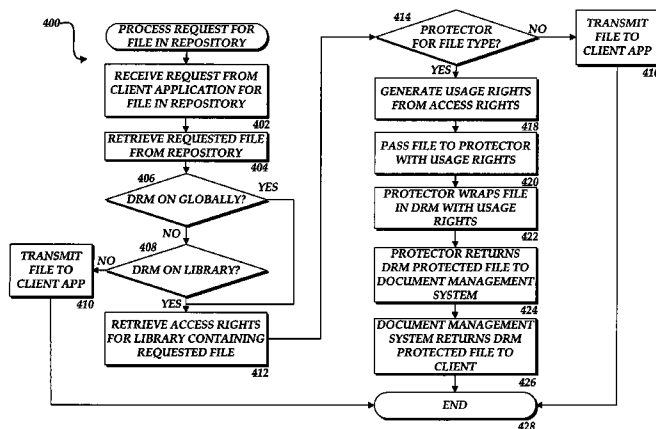 400
PROCESS REQUEST FOR
FILE IN REPOSITORY
RECEIVE REQUEST FROM
CLIENT APPLICATION FOR
FILE IN REPOSITORY
402
RETRIEVE REQUESTED FILE
FROM REPOSITORY
404
406
DRM ON GLOBALLY?
YES
NO
408
DRM ON LIBRARY?
NO
TRANSMIT
FILE TO
CLIENT APP
410
YES
RETRIEVE ACCESS RIGHTS
FOR LIBRARY CONTAINING
REQUESTED FILE
412
414
PROTECTOR
FOR FILE TYPE?
NO
TRANSMIT
FILE TO
CLIENT APP
416
YES
GENERATE USAGE RIGHTS
FROM ACCESS RIGHTS
418
PASS FILE TO PROTECTOR
WITH USAGE RIGHTS
420
PROTECTOR WRAPS FILE
IN DRM WITH USAGE
RIGHTS
422
PROTECTOR RETURNS
DRM PROTECTED FILE TO
DOCUMENT MANAGEMENT
SYSTEM
424
DOCUMENT MANAGEMENT
SYSTEM RETURNS DRM
PROTECTED FILE TO
CLIENT
426
END
428